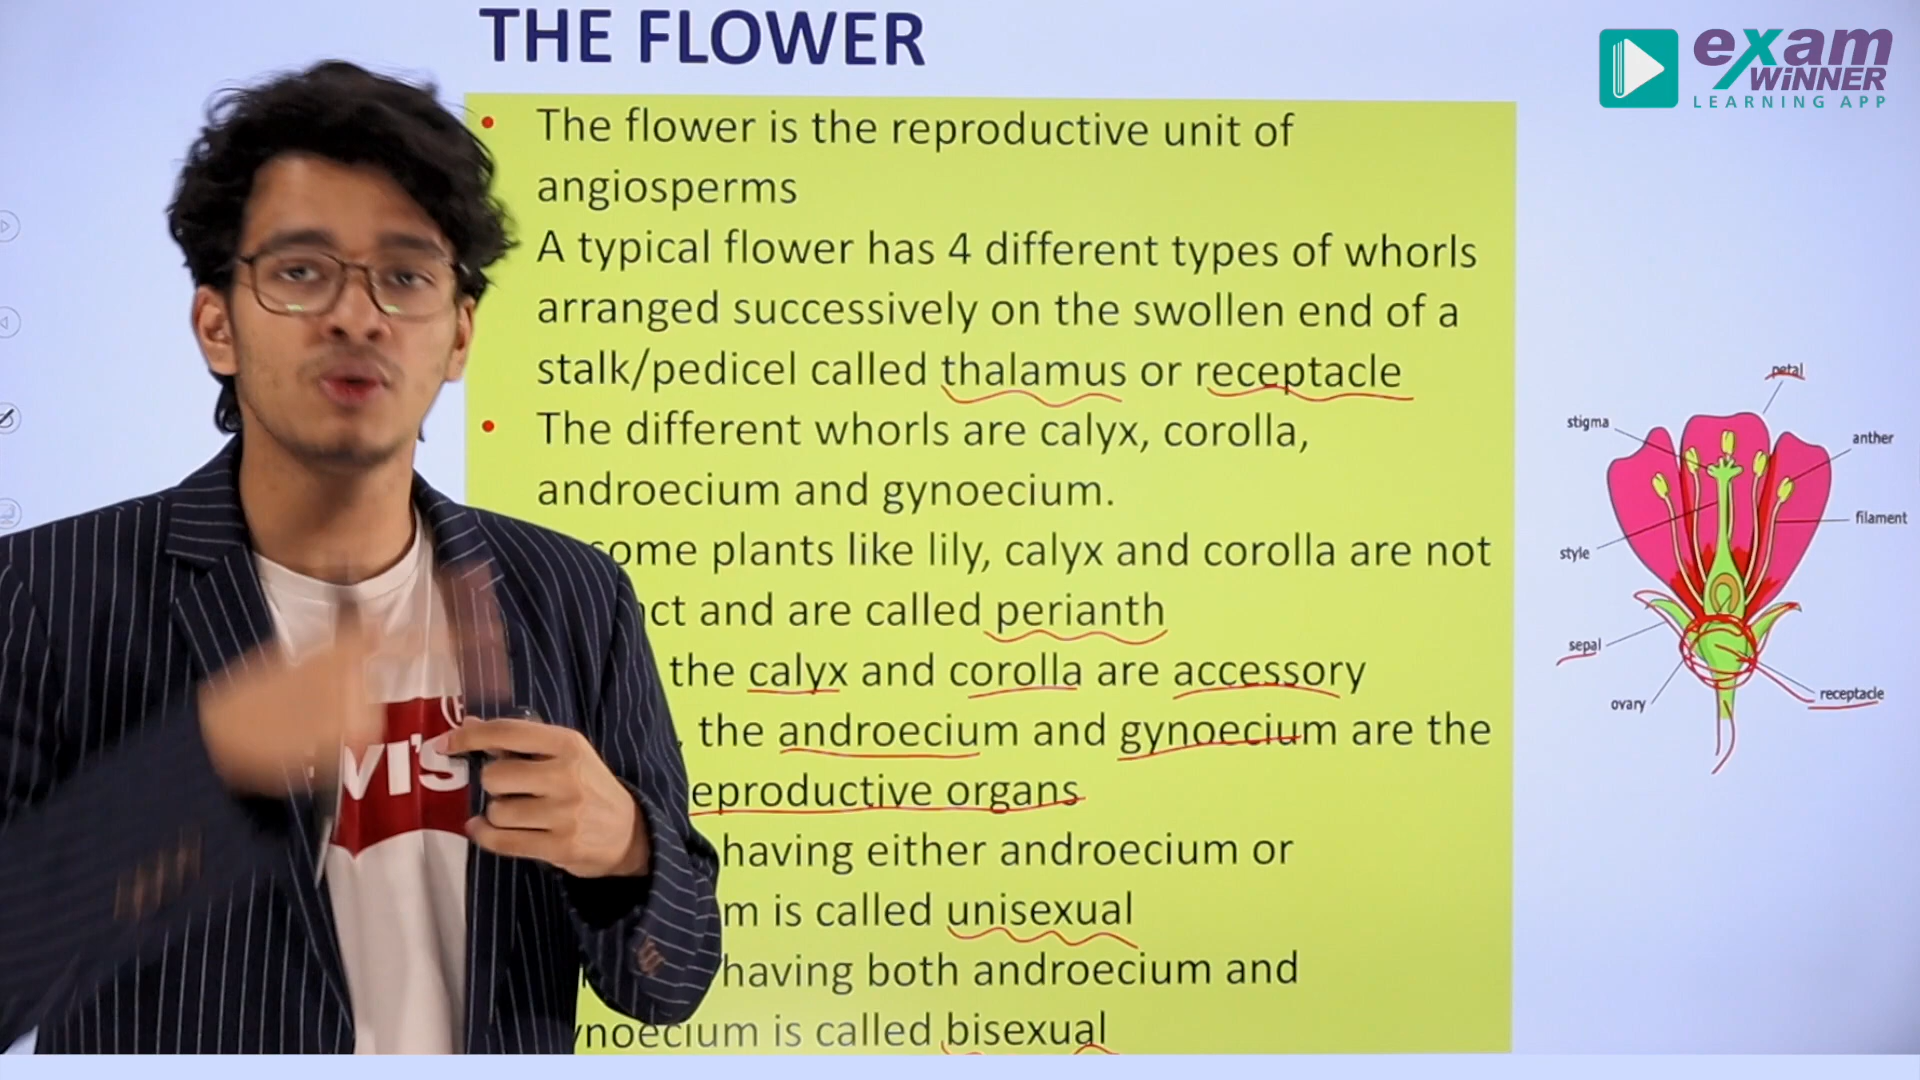 THE FLOWER
exam
WiNNER
LEARNING APP
• The flower is the reproductive unit of
angiosperms
A typical flower has 4 different types of whorls
arranged successively on the swollen end of a
stalk/pedicel called thalamus or receptacle
• The different whorls are calyx, corolla,
androecium and gynoecium.
some plants like lily, calyx and corolla are not
and are called perianth
the calyx and corolla are accessory
the androecium and gynoecium are the
eproductive organs
having either androecium or
m is called unisexual
having both androecium and
ynoecium is called bisexual
petal
stigma
anther
filament
style
sepal
ovary
receptacle
VI'S